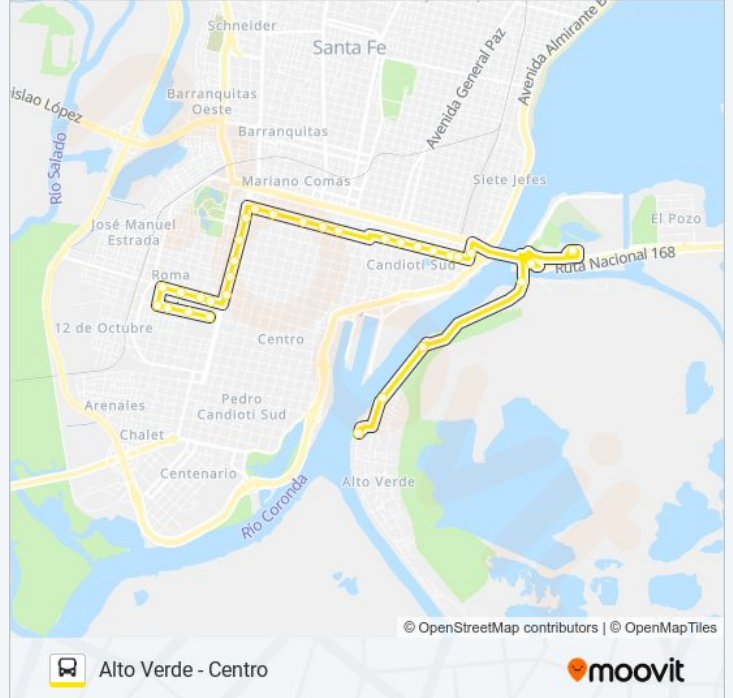 Schneider
Santa Fe
Avenida General Paz
Avenida Almirante B
islao López
Barranquitas
Oeste
Barranquitas
Río Salado
Mariano Comas
Siete Jefes
José Manuel
Estrada
El Pozo
Roma
Candioti Sud
Ruta Nacional 168
12 de Octubre
Centro
Pedro
Candioti Sud
Arenales
Chalet
Centenario
Alto Verde
Río Coronda
© OpenStreetMap contributors | © OpenMapTiles
Alto Verde - Centro
moovit